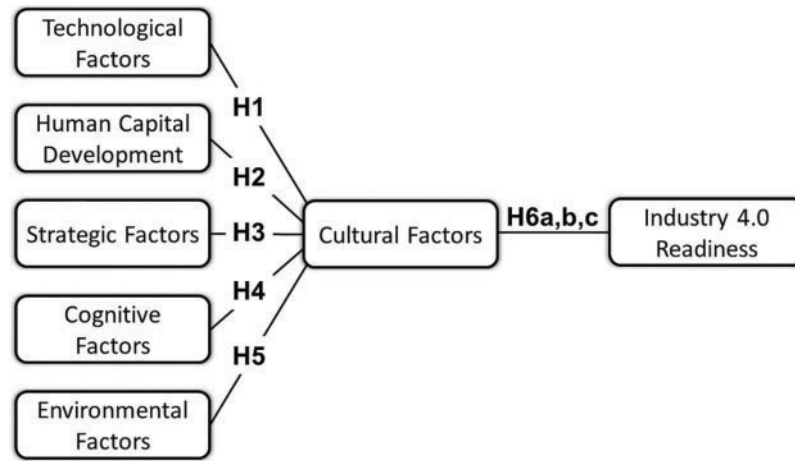 Technological
Factors
H1
Human Capital
Development
H2
Strategic Factors
H3
Cultural Factors
H6a,b,c
Industry 4.0
Readiness
H4
Cognitive
Factors
H5
Environmental
Factors